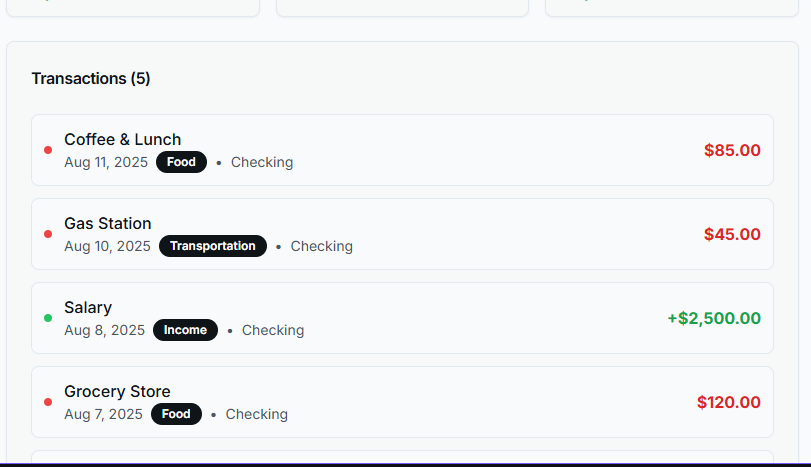 Transactions (5)
Coffee & Lunch
Aug 11, 2025 Food • Checking
$85.00
Gas Station
Aug 10, 2025 Transportation • Checking
$45.00
Salary
Aug 8, 2025 Income • Checking
+$2,500.00
Grocery Store
Aug 7, 2025 Food • Checking
$120.00